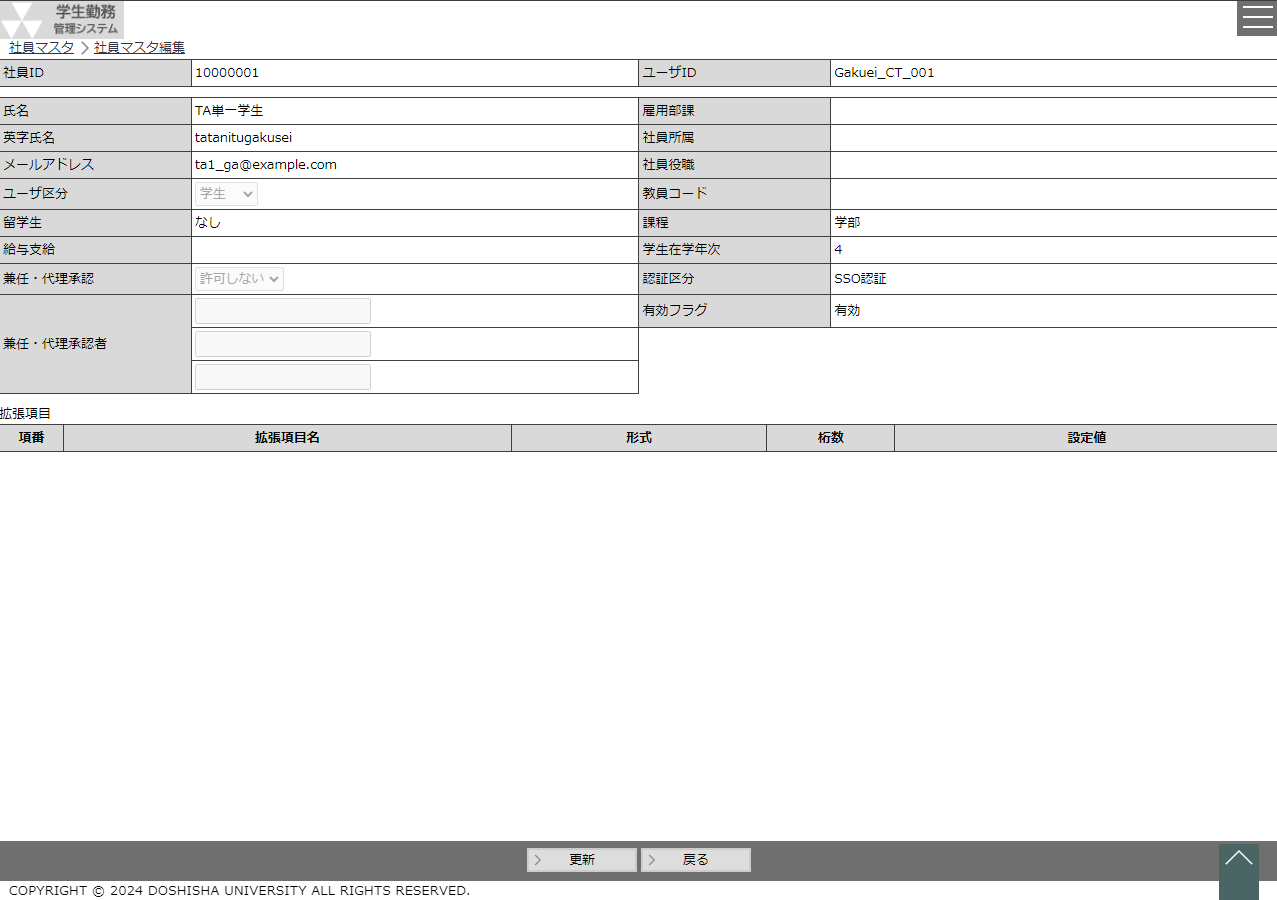 学生勤務
管理システム
社員マスタ 社員マスタ編集
社員ID 10000001 ユーザID Gakuei_CT_001
氏名 TA単一学生 雇用部課
英字氏名 tatanitugakusei 社員所属
メールアドレス ta1_ga@example.com 社員役職
ユーザ区分 学生 教員コード
留学生 なし 課程 学部
給与支給 学生在学年次 4
兼任・代理承認 許可しない 認証区分 SSO認証
有効フラグ 有効
兼任・代理承認者
拡張項目
項番 拡張項目名 形式 桁数 設定値
更新 戻る
COPYRIGHT © 2024 DOSHISHA UNIVERSITY ALL RIGHTS RESERVED.